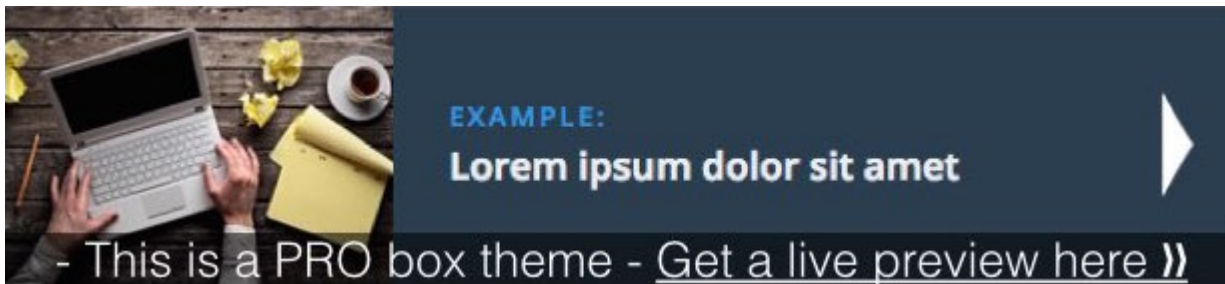 EXAMPLE:
Lorem ipsum dolor sit amet
- This is a PRO box theme - Get a live preview here ⟫